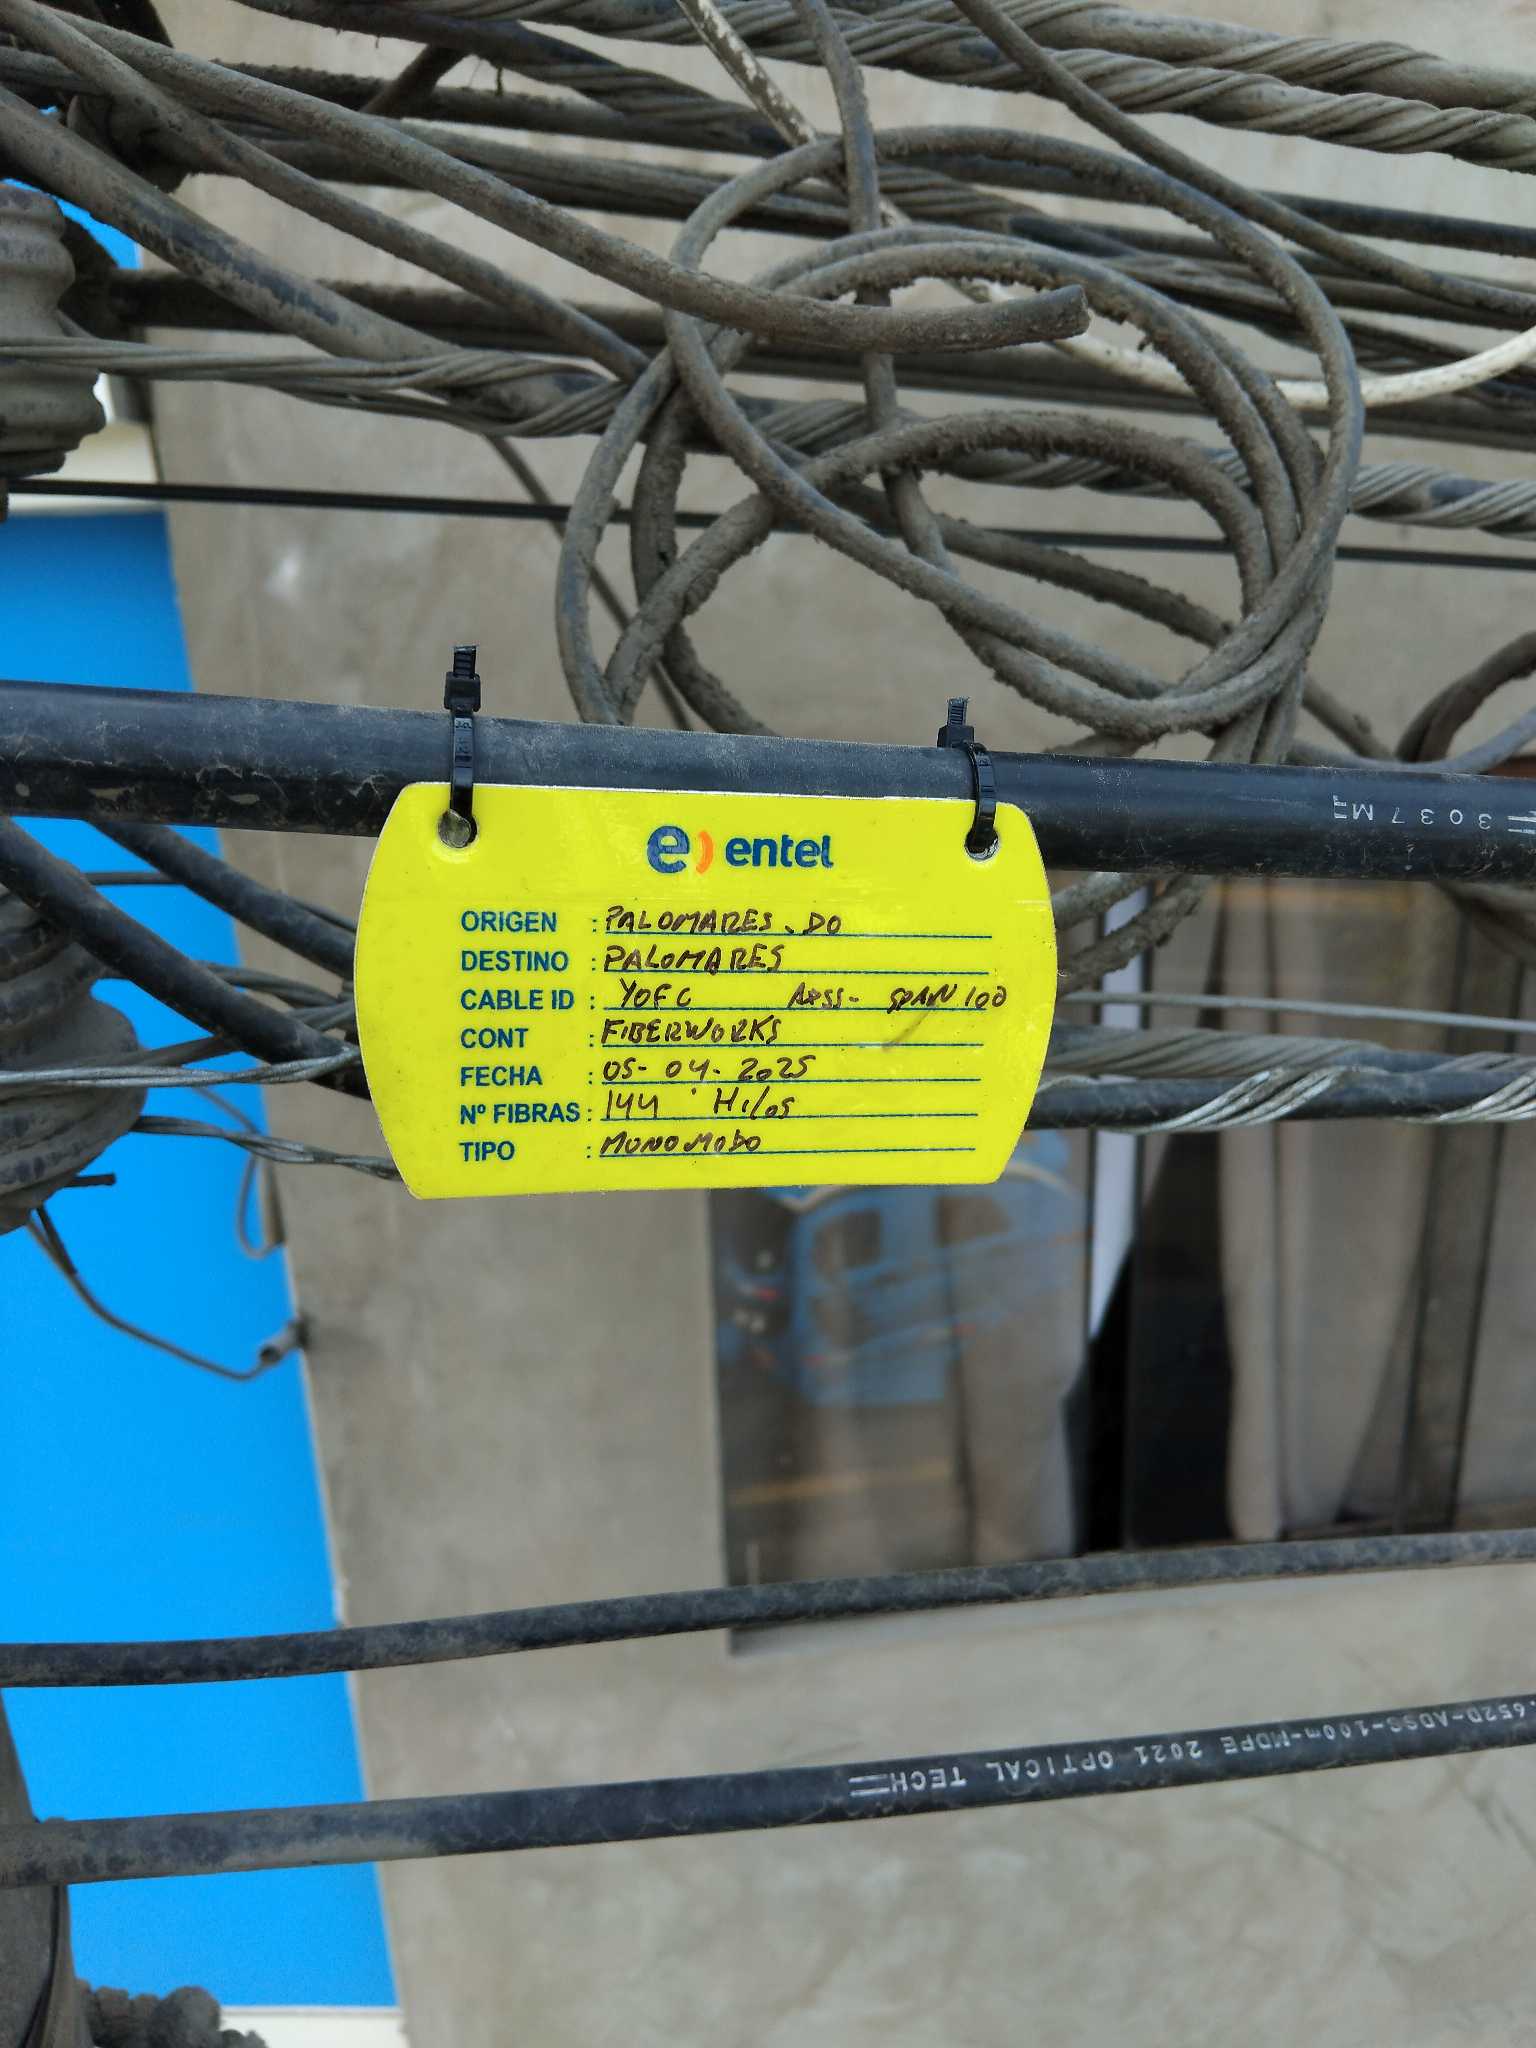 3037M
e) entel
ORIGEN : PALOMARES. DO
DESTINO : PALOMARES
CABLE ID : YOFC ADSS- SPAN 100
CONT : FIBERWORKS
FECHA : 05-04-2025
Nº FIBRAS : 144 Hilos
TIPO : MONOMODO
OPTICAL TECH
.652D-ADSS-100m-MDPE 2021